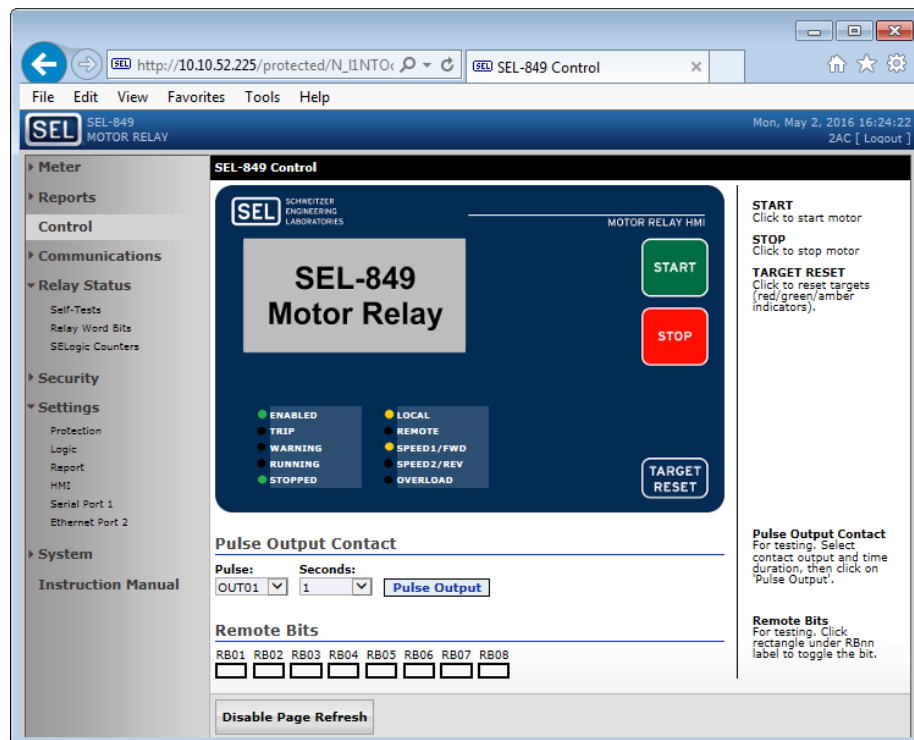 http://10.10.52.225/protected/N_I1NTO
SEL SEL-849 Control
File Edit View Favorites Tools Help
SEL
SEL-849
MOTOR RELAY
Mon, May 2, 2016 16:24:22
2AC [ Logout ]
Meter
Reports
Control
Communications
Relay Status
Self-Tests
Relay Word Bits
SELogic Counters
Security
Settings
Protection
Logic
Report
HMI
Serial Port 1
Ethernet Port 2
System
Instruction Manual
SEL-849 Control
SEL
SCHWEITZER
ENGINEERING
LABORATORIES
MOTOR RELAY HMI
SEL-849
Motor Relay
START
STOP
ENABLED
TRIP
WARNING
RUNNING
STOPPED
LOCAL
REMOTE
SPEED1/FWD
SPEED2/REV
OVERLOAD
TARGET
RESET
Pulse Output Contact
Pulse: Seconds:
OUT01 1 Pulse Output
Remote Bits
RB01 RB02 RB03 RB04 RB05 RB06 RB07 RB08
Disable Page Refresh
START
Click to start motor
STOP
Click to stop motor
TARGET RESET
Click to reset targets
(red/green/amber
indicators).
Pulse Output Contact
For testing. Select
contact output and time
duration, then click on
'Pulse Output'.
Remote Bits
For testing. Click
rectangle under RBnn
label to toggle the bit.